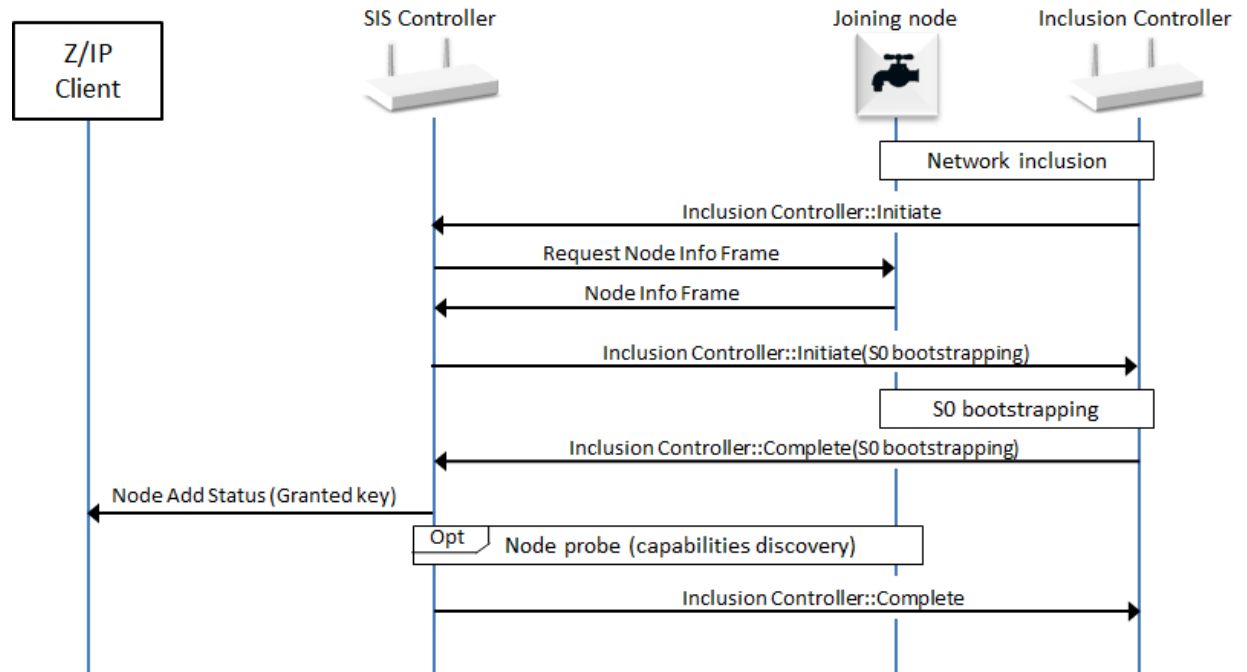 SIS Controller
Joining node
Inclusion Controller
Z/IP
Client
Network inclusion
Inclusion Controller::Initiate
Request Node Info Frame
Node Info Frame
Inclusion Controller::Initiate(S0 bootstrapping)
S0 bootstrapping
Inclusion Controller::Complete(S0 bootstrapping)
Node Add Status (Granted key)
Opt
Node probe (capabilities discovery)
Inclusion Controller::Complete